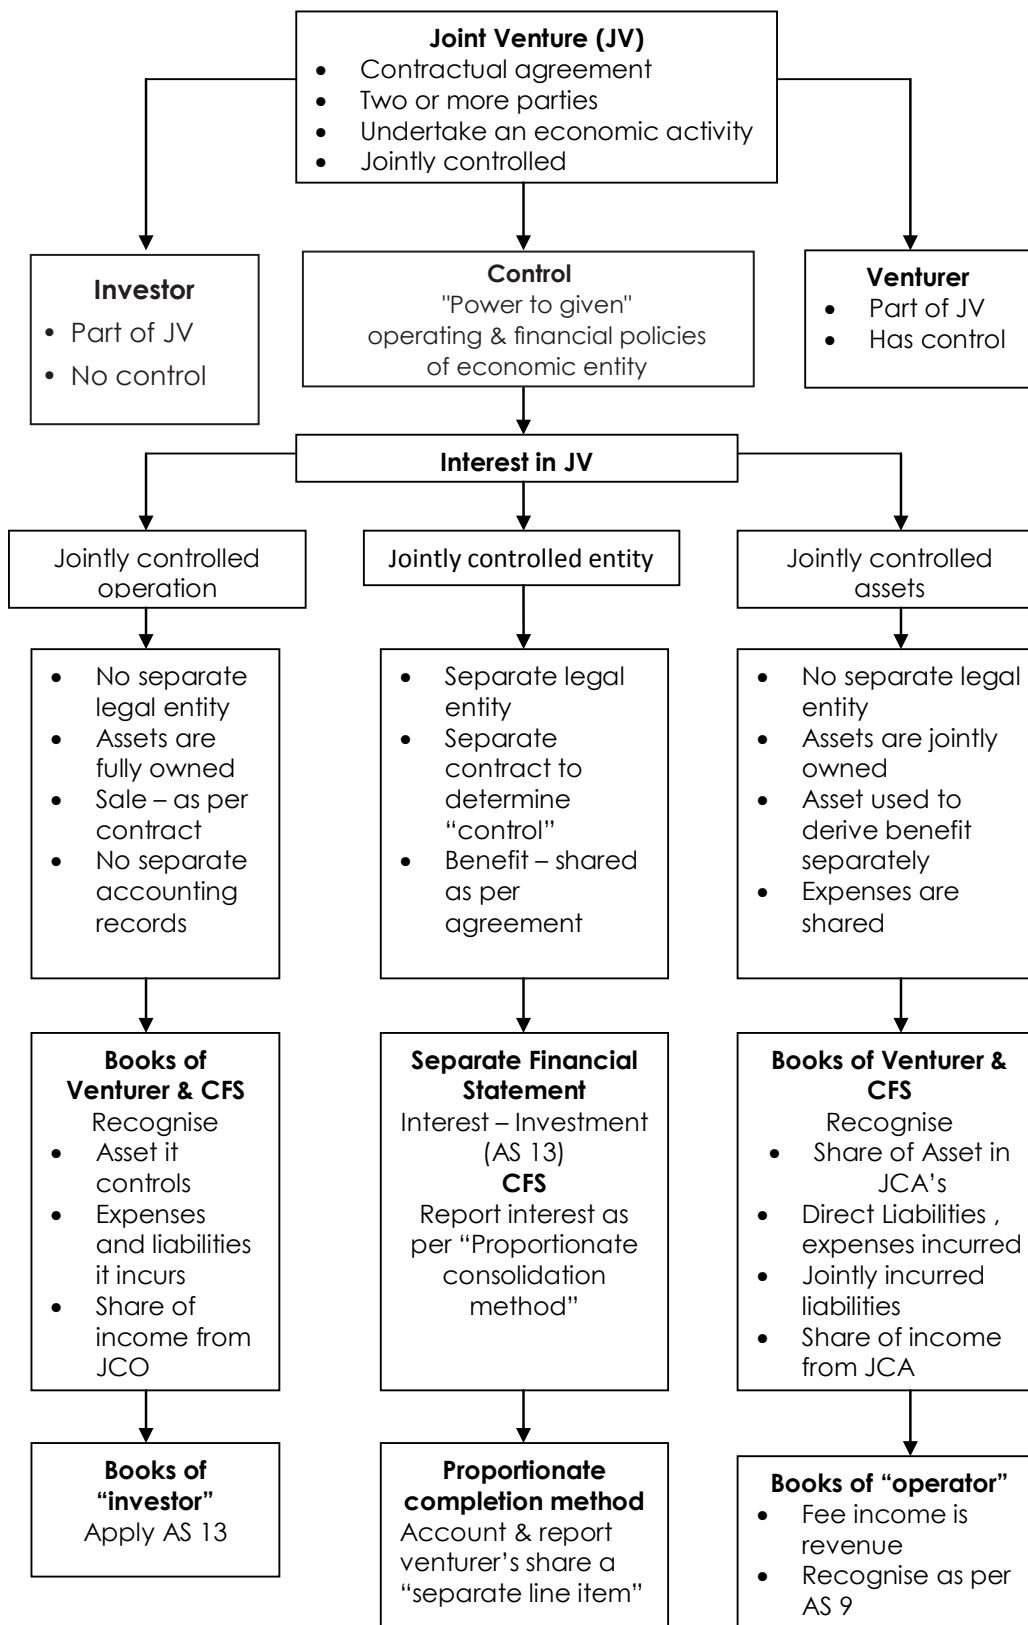 Joint Venture (JV)
• Contractual agreement
• Two or more parties
• Undertake an economic activity
• Jointly controlled
Investor
• Part of JV
• No control
Control
"Power to given"
operating & financial policies
of economic entity
Venturer
• Part of JV
• Has control
Interest in JV
Jointly controlled
operation
Jointly controlled entity
Jointly controlled
assets
• No separate
legal entity
• Assets are
fully owned
• Sale – as per
contract
• No separate
accounting
records
• Separate legal
entity
• Separate
contract to
determine
“control”
• Benefit – shared
as per
agreement
• No separate legal
entity
• Assets are jointly
owned
• Asset used to
derive benefit
separately
• Expenses are
shared
Books of
Venturer & CFS
Recognise
• Asset it
controls
• Expenses
and liabilities
it incurs
• Share of
income from
JCO
Separate Financial
Statement
Interest – Investment
(AS 13)
CFS
Report interest as
per “Proportionate
consolidation
method”
Books of Venturer &
CFS
Recognise
• Share of Asset in
JCA’s
• Direct Liabilities ,
expenses incurred
• Jointly incurred
liabilities
• Share of income
from JCA
Books of
“investor”
Apply AS 13
Proportionate
completion method
Account & report
venturer’s share a
“separate line item”
Books of “operator”
• Fee income is
revenue
• Recognise as per
AS 9